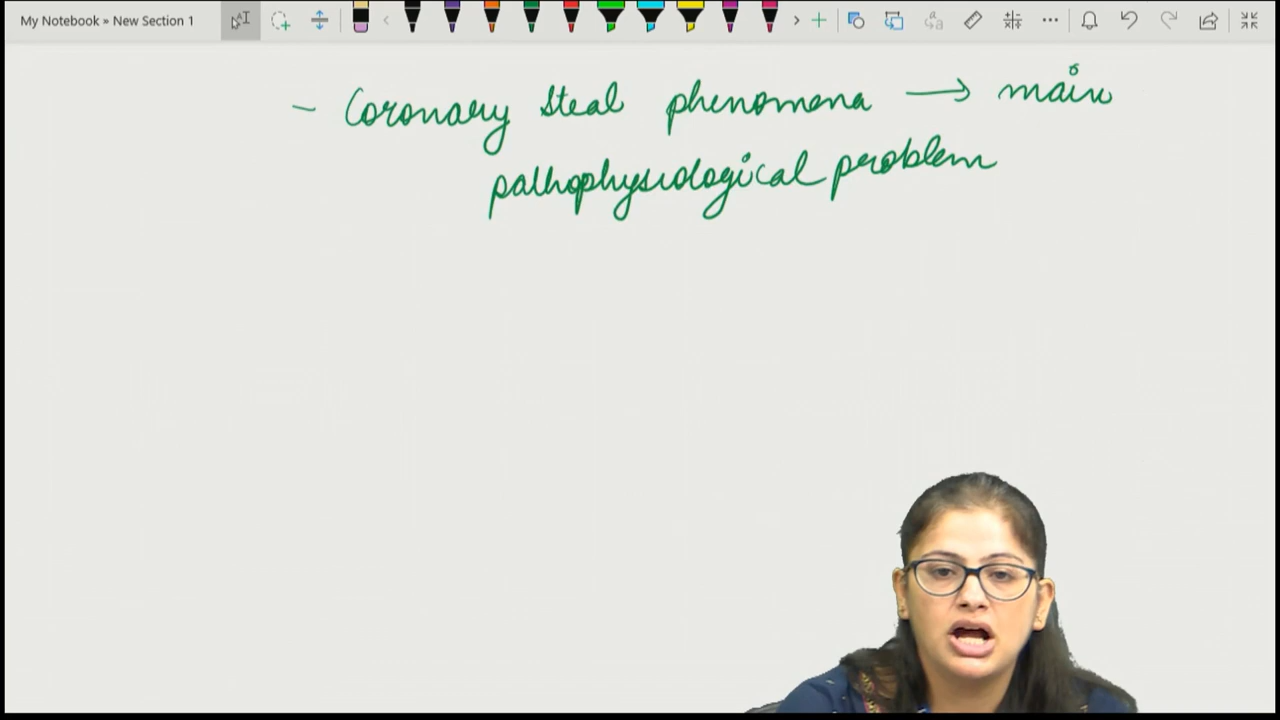 My Notebook » New Section 1
- Coronary Steal phenomena → main
pathophysiological problem